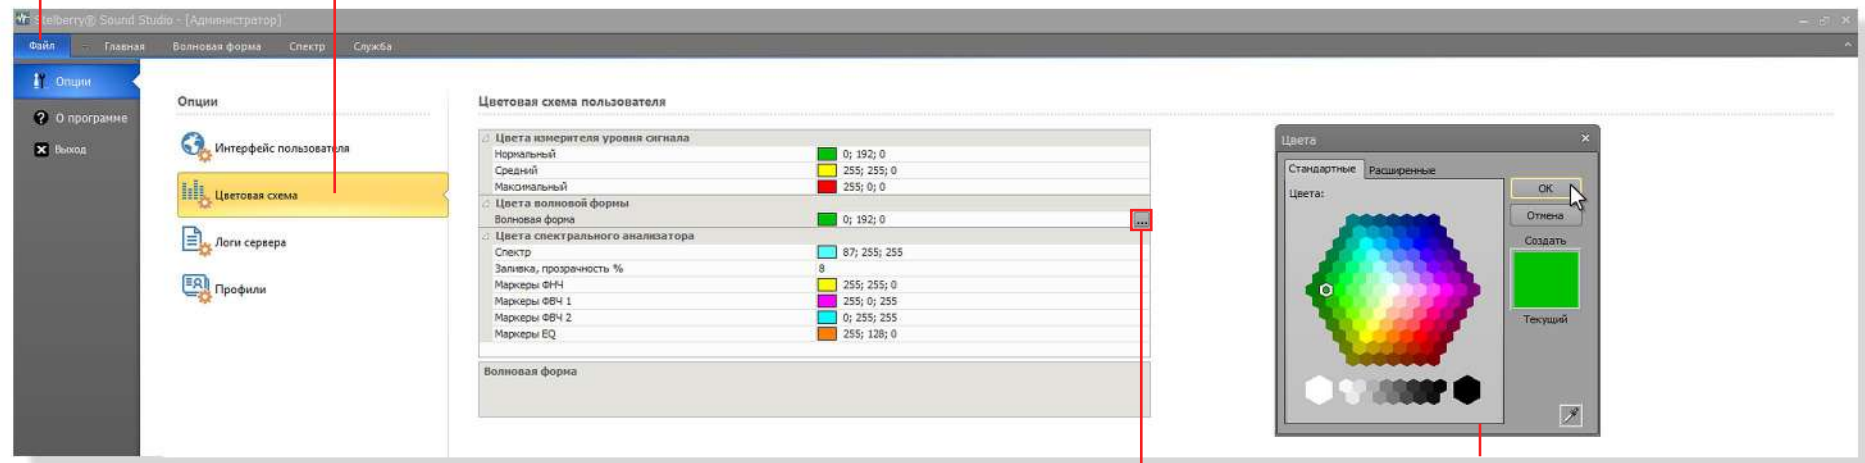 Stelberry® Sound Studio - [Администратор]
Файл Главная Волновая форма Спектр Служба
Опции
О программе
Выход
Опции
Интерфейс пользователя
Цветовая схема
Логи сервера
Профили
Цветовая схема пользователя
Цвета измерителя уровня сигнала
Нормальный 0; 192; 0
Средний 255; 255; 0
Максимальный 255; 0; 0
Цвета волновой формы
Волновая форма 0; 192; 0 ...
Цвета спектрального анализатора
Спектр 87; 255; 255
Заливка, прозрачность % 8
Маркеры ФНЧ 255; 255; 0
Маркеры ФВЧ 1 255; 0; 255
Маркеры ФВЧ 2 0; 255; 255
Маркеры EQ 255; 128; 0
Волновая форма
Цвета
Стандартные Расширенные
Цвета:
OK
Отмена
Создать
Текущий